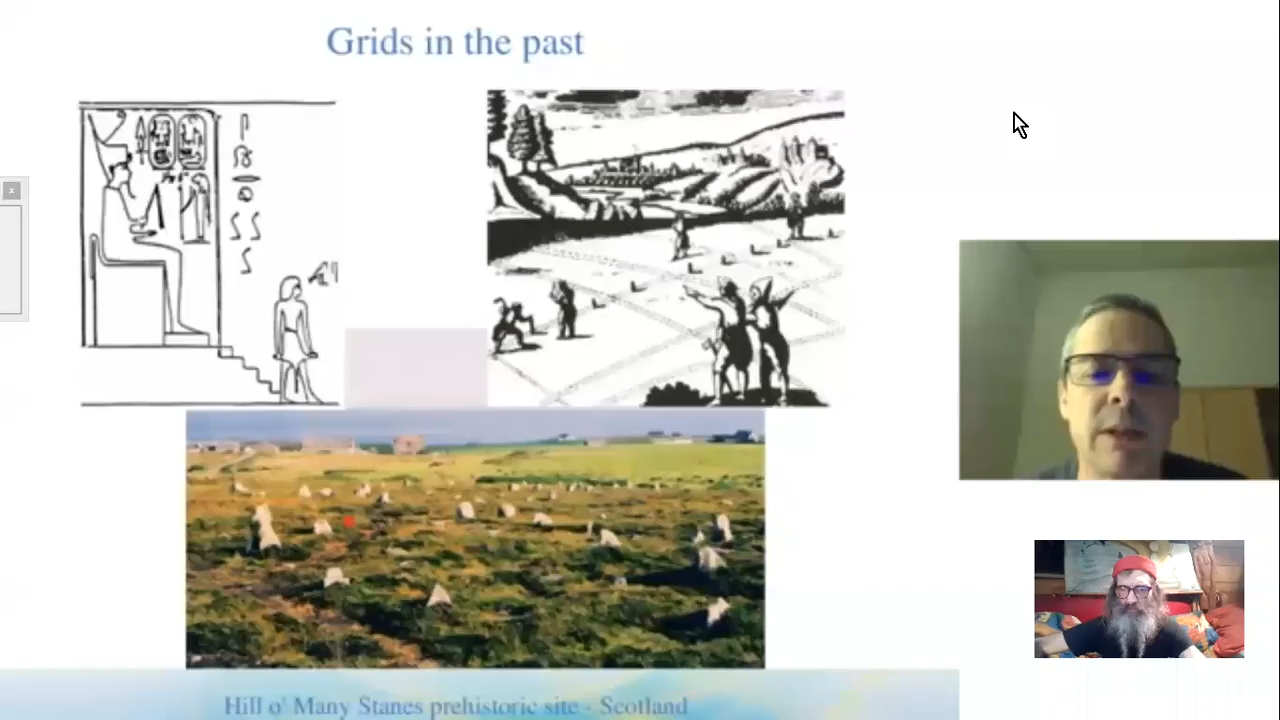 Grids in the past
x
Hill o' Many Stanes prehistoric site - Scotland